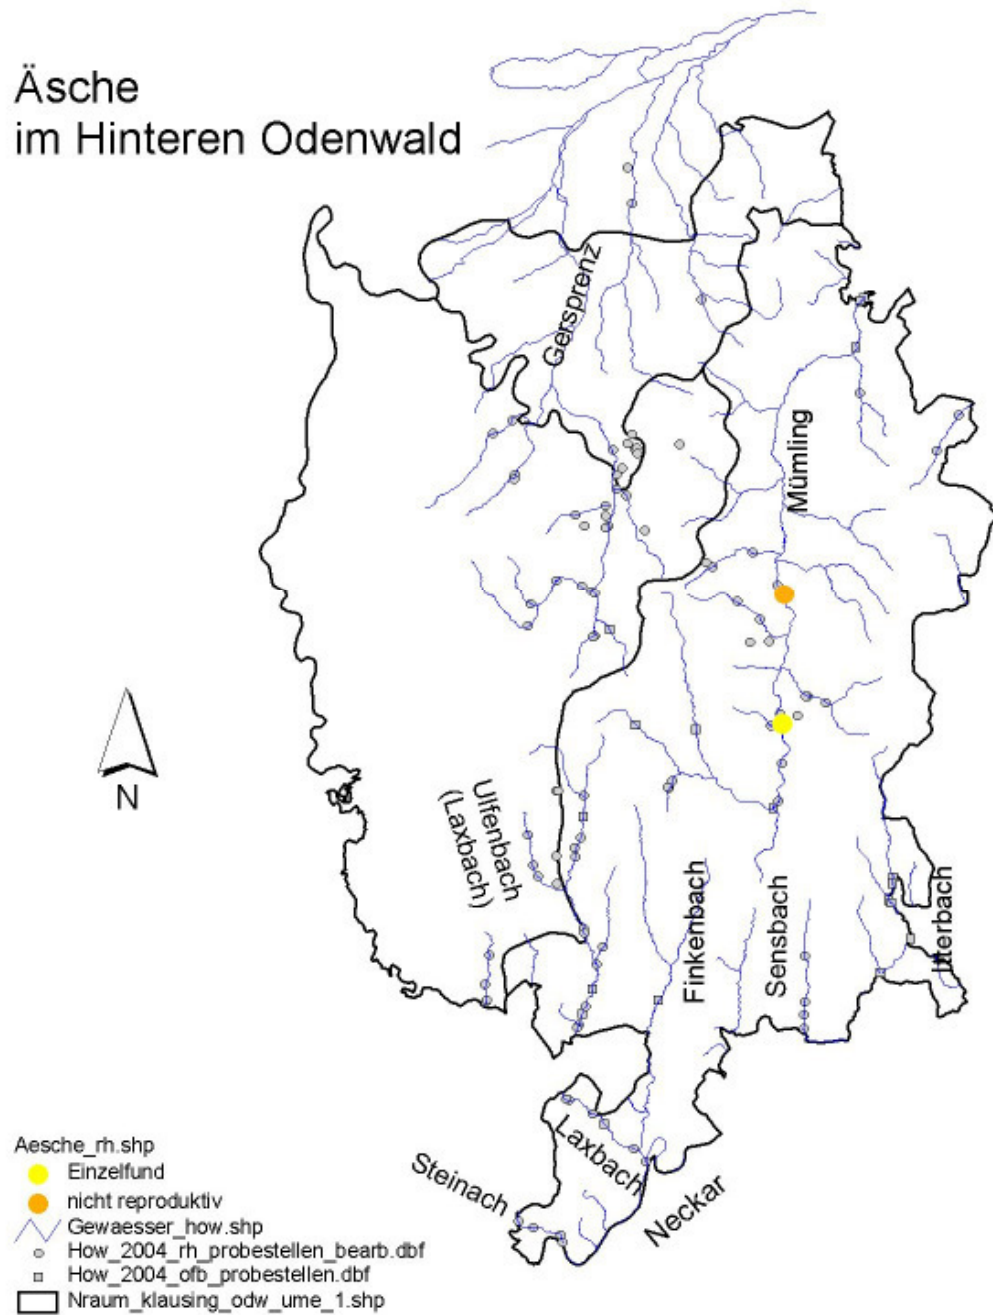 Äsche
im Hinteren Odenwald
Gersprenz
Mümling
N
Ulfenbach
(Laxbach)
Finkenbach
Sensbach
Itterbach
Laxbach
Steinach
Neckar
Aesche_rh.shp
Einzelfund
nicht reproduktiv
Gewaesser_how.shp
How_2004_rh_probestellen_bearb.dbf
How_2004_ofb_probestellen.dbf
Nraum_klausing_odw_ume_1.shp